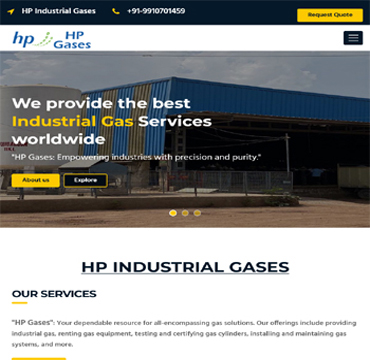 HP Industrial Gases +91-9910701459 Request Quote
hp HP
Gases
We provide the best
Industrial Gas Services
worldwide
"HP Gases: Empowering industries with precision and purity."
About us Explore
HP INDUSTRIAL GASES
OUR SERVICES
"HP Gases": Your dependable resource for all-encompassing gas solutions. Our offerings include providing
industrial gas, renting gas equipment, testing and certifying gas cylinders, installing and maintaining gas
systems, and more.